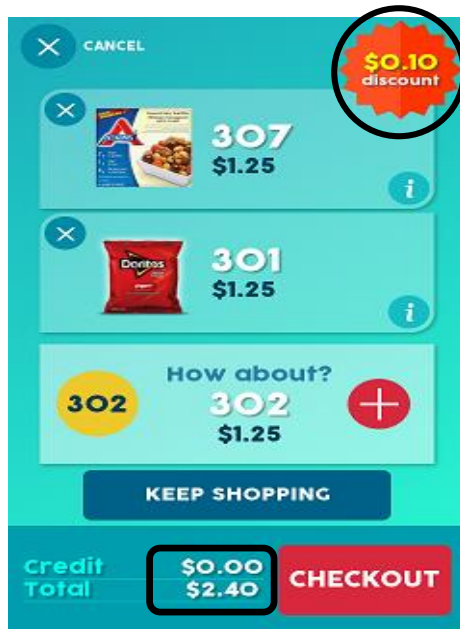 CANCEL
$0.10
discount
307
$1.25
i
Doritos
301
$1.25
i
How about?
302
302
$1.25
KEEP SHOPPING
Credit $0.00
Total $2.40
CHECKOUT